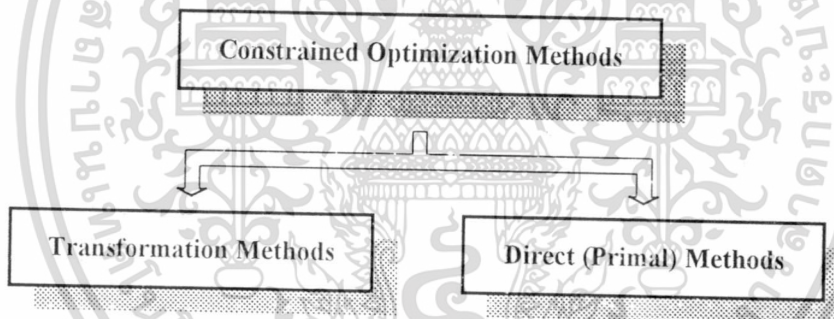 Constrained Optimization Methods
Transformation Methods
Direct (Primal) Methods